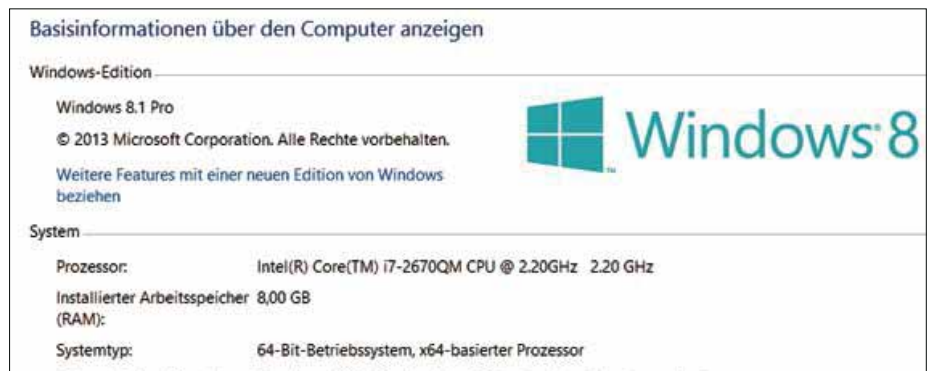 Basisinformationen über den Computer anzeigen
Windows-Edition
Windows 8.1 Pro
© 2013 Microsoft Corporation. Alle Rechte vorbehalten.
Weitere Features mit einer neuen Edition von Windows
beziehen
Windows 8
System
Prozessor: Intel(R) Core(TM) i7-2670QM CPU @ 2.20GHz 2.20 GHz
Installierter Arbeitsspeicher 8,00 GB
(RAM):
Systemtyp: 64-Bit-Betriebssystem, x64-basierter Prozessor